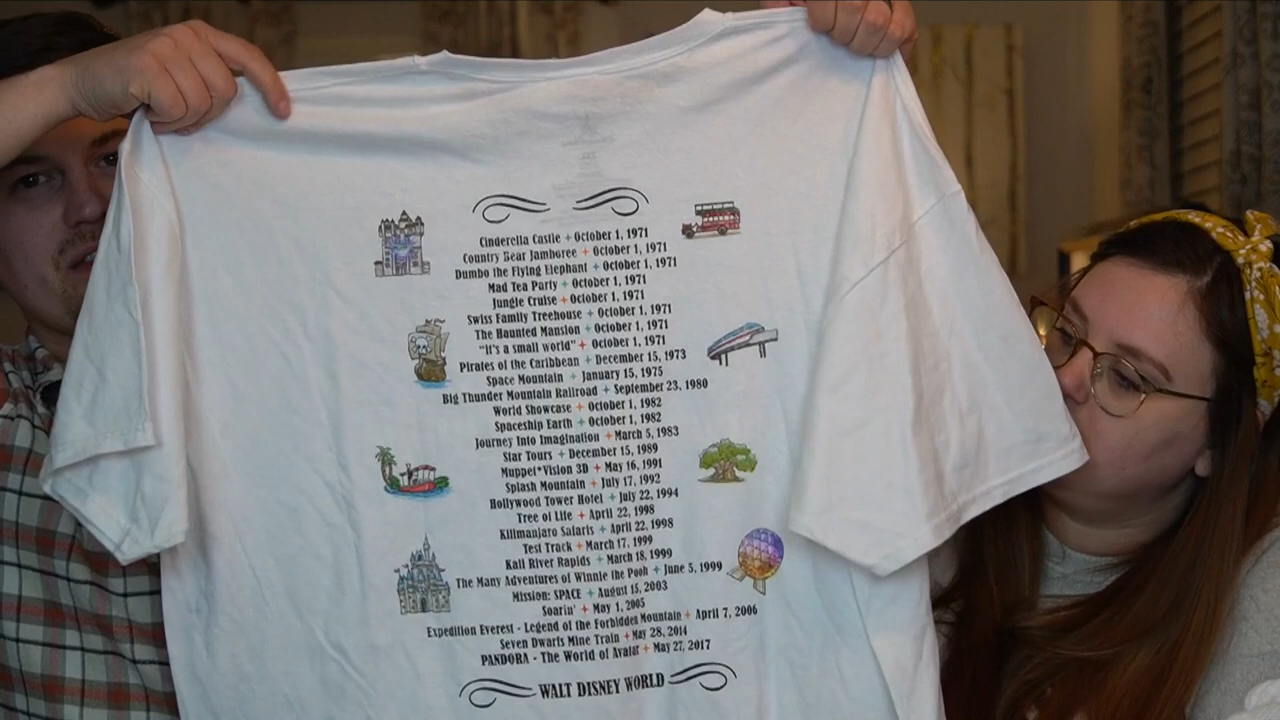 Cinderella Castle + October 1, 1971
Country Bear Jamboree + October 1, 1971
Dumbo the Flying Elephant + October 1, 1971
Mad Tea Party + October 1, 1971
Jungle Cruise + October 1, 1971
Swiss Family Treehouse + October 1, 1971
The Haunted Mansion + October 1, 1971
"it's a small world" + October 1, 1971
Pirates of the Caribbean + December 15, 1973
Space Mountain + January 15, 1975
Big Thunder Mountain Railroad + September 23, 1980
World Showcase + October 1, 1982
Spaceship Earth + October 1, 1982
Journey Into Imagination + March 5, 1983
Star Tours + December 15, 1989
Muppet*Vision 3D + May 16, 1991
Splash Mountain + July 17, 1992
Hollywood Tower Hotel + July 22, 1994
Tree of Life + April 22, 1998
Kilimanjaro Safaris + April 22, 1998
Test Track + March 17, 1999
Kali River Rapids + March 18, 1999
The Many Adventures of Winnie the Pooh + June 5, 1999
Mission: SPACE + August 15, 2003
Soarin' + May 1, 2005
Expedition Everest - Legend of the Forbidden Mountain + April 7, 2006
Seven Dwarfs Mine Train + May 28, 2014
PANDORA - The World of Avatar + May 27, 2017
WALT DISNEY WORLD